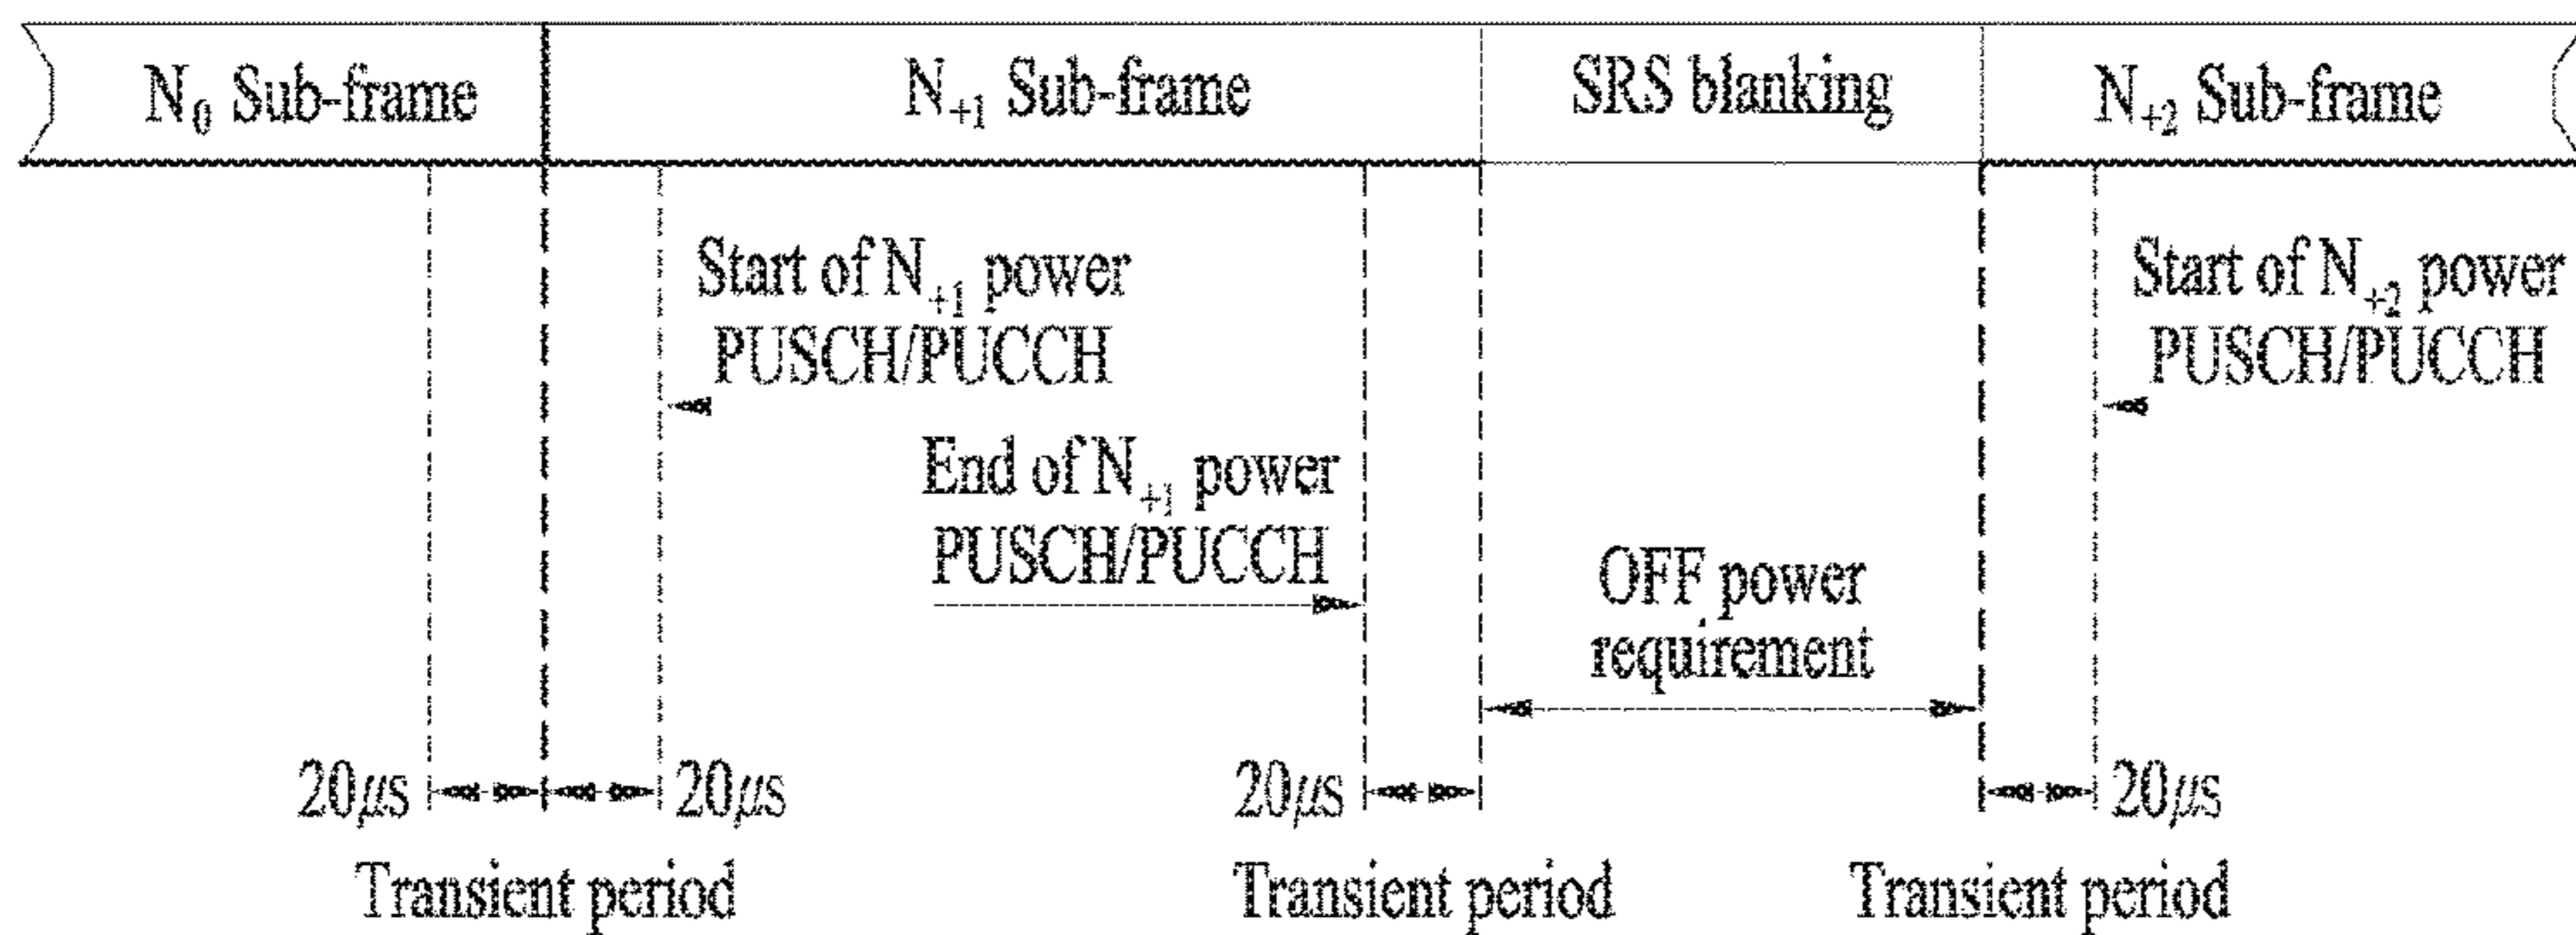 N₀ Sub-frame
N₊₁ Sub-frame
SRS blanking
N₊₂ Sub-frame
Start of N₊₁ power
PUSCH/PUCCH
Start of N₊₂ power
PUSCH/PUCCH
End of N₊₁ power
PUSCH/PUCCH
OFF power
requirement
20μs
20μs
20μs
20μs
Transient period
Transient period
Transient period